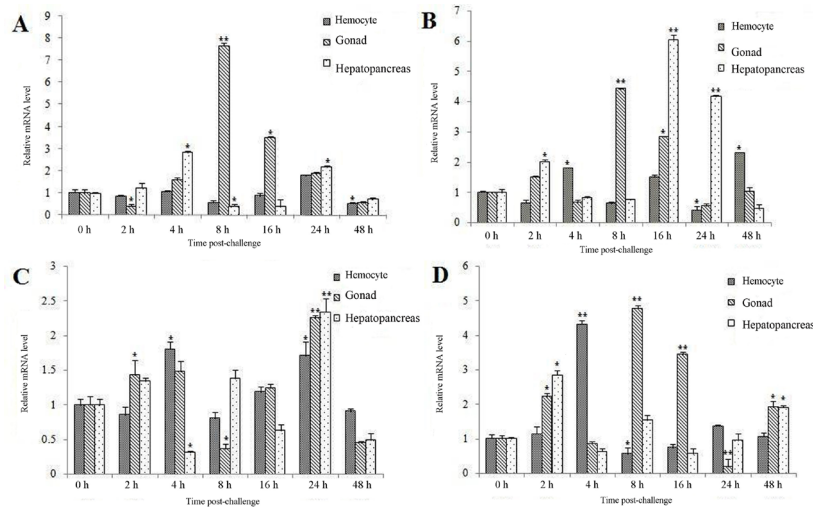 A
Relative mRNA level
9
8
7
6
5
4
3
2
1
0
**
*
*
*
*
*
*
0 h 2 h 4 h 8 h 16 h 24 h 48 h
Time post-challenge
Hemocyte
Gonad
Hepatopancreas
B
Relative mRNA level
7
6
5
4
3
2
1
0
*
*
**
*
**
*
**
*
0 h 2 h 4 h 8 h 16 h 24 h 48 h
Time post-challenge
Hemocyte
Gonad
Hepatopancreas
C
Relative mRNA level
3
2.5
2
1.5
1
0.5
0
*
*
*
*
*
**
**
0 h 2 h 4 h 8 h 16 h 24 h 48 h
Time post-challenge
Hemocyte
Gonad
Hepatopancreas
D
Relative mRNA level
6
5
4
3
2
1
0
*
*
**
*
**
**
**
*
*
0 h 2 h 4 h 8 h 16 h 24 h 48 h
Time post-challenge
Hemocyte
Gonad
Hepatopancreas